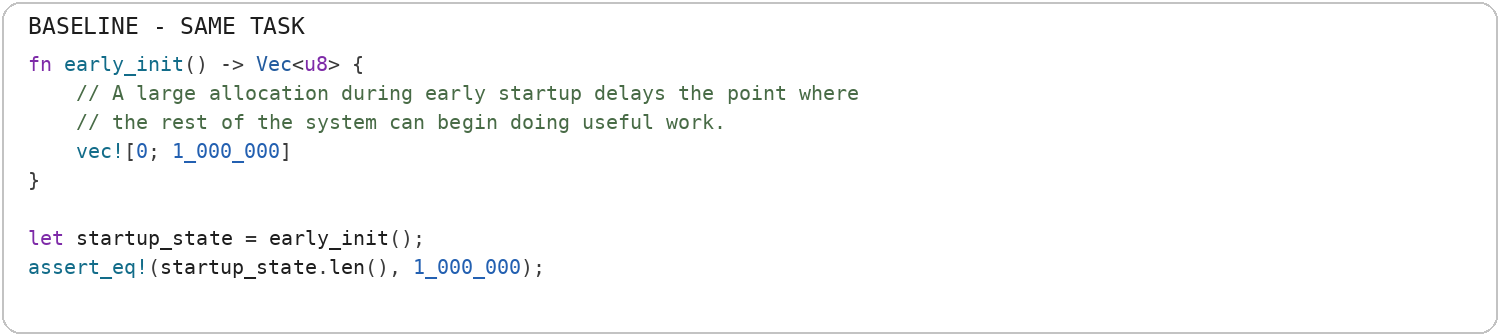 BASELINE - SAME TASK
fn early_init() -> Vec<u8> {
    // A large allocation during early startup delays the point where
    // the rest of the system can begin doing useful work.
    vec![0; 1_000_000]
}

let startup_state = early_init();
assert_eq!(startup_state.len(), 1_000_000);